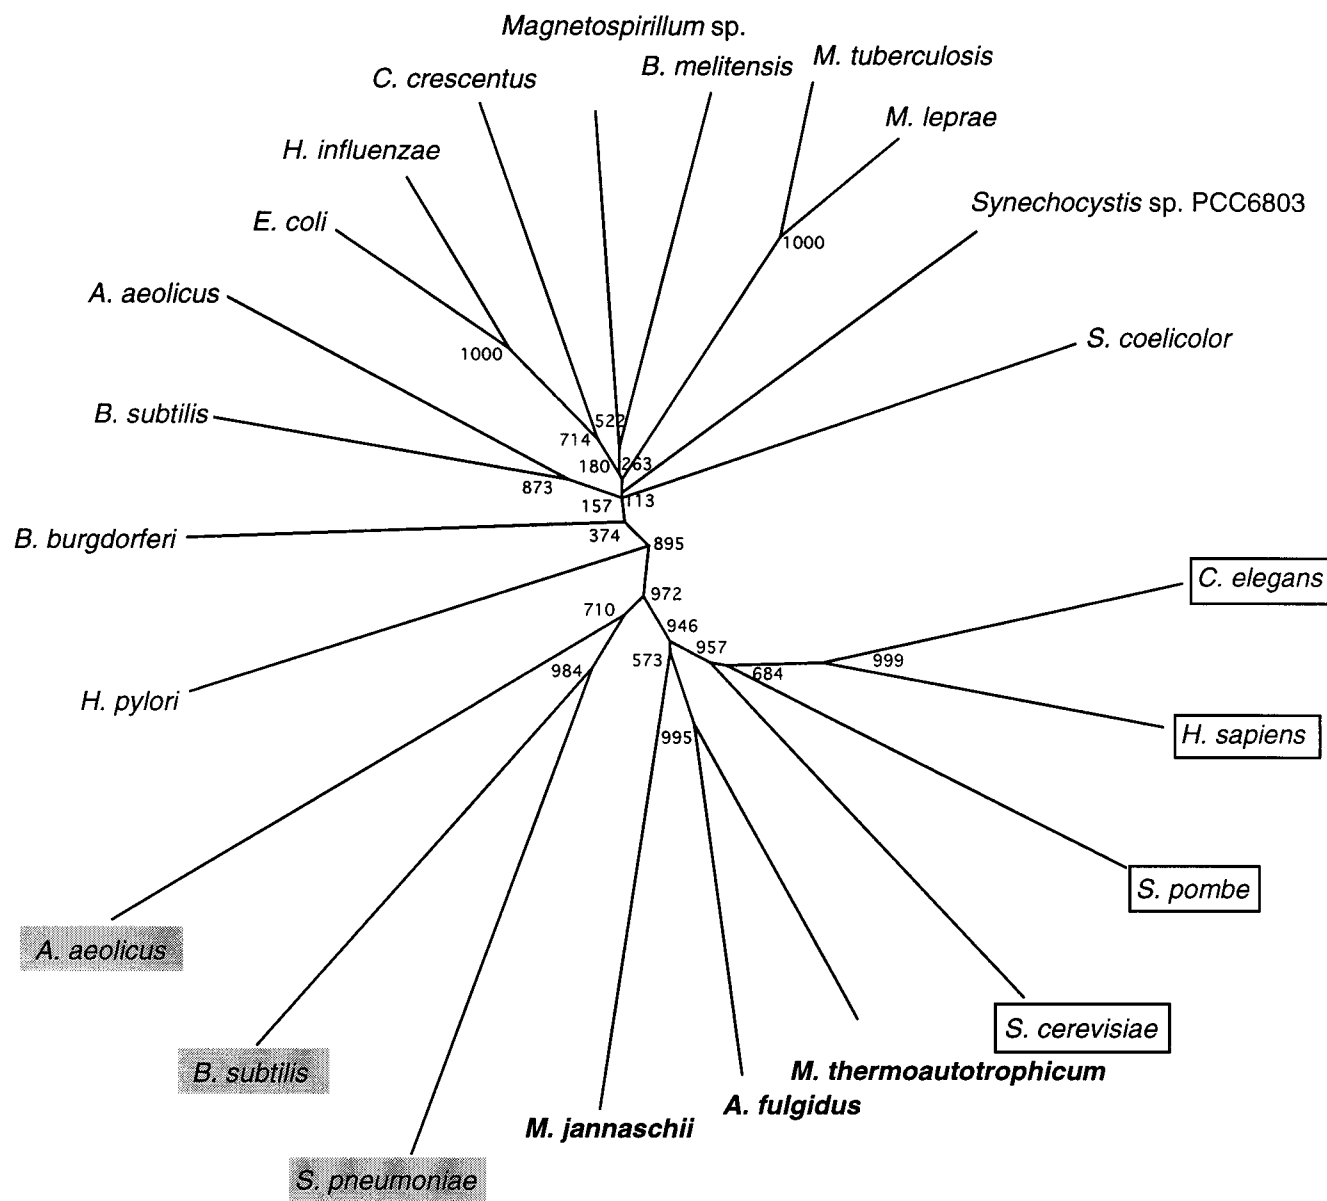 Magnetospirillum sp.
C. crescentus
B. melitensis
M. tuberculosis
H. influenzae
M. leprae
E. coli
Synechocystis sp. PCC6803
1000
A. aeolicus
1000
S. coelicolor
B. subtilis
522
714
180
263
873
157
113
B. burgdorferi
374
895
C. elegans
972
710
946
957
999
573
684
984
H. pylori
H. sapiens
995
S. pombe
A. aeolicus
S. cerevisiae
B. subtilis
M. thermoautotrophicum
A. fulgidus
M. jannaschii
S. pneumoniae